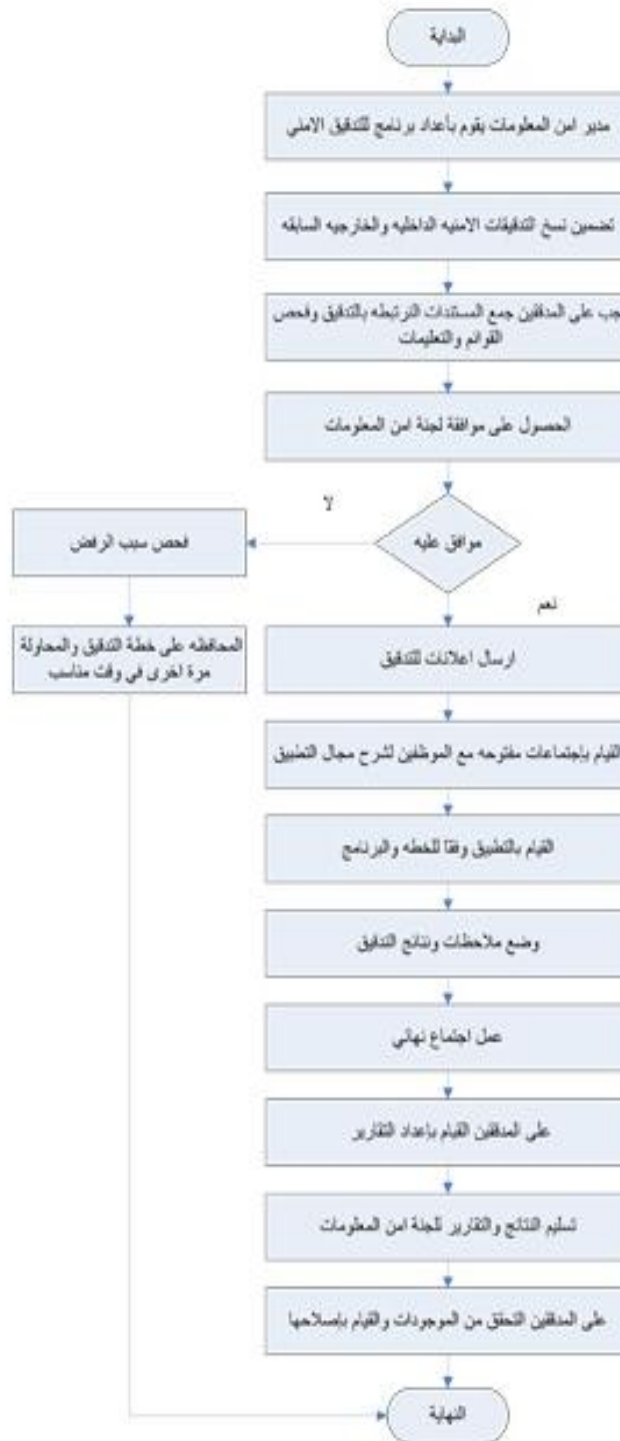 البداية
مدير امن المعلومات يقوم بأعداد برنامج للتدقيق الامني
تضمين نسخ التدقيقات الامنيه الداخليه والخارجيه السابقه
جب على المدققين جمع المستندات الترتبطه بالتدقيق وفحص
القوائم والتعليمات
الحصول على موافقة لجنة امن المعلومات
موافق عليه
لا
فحص سبب الرفض
المحافظه على خطة التدقيق والمحاولة
مرة اخرى في وقت مناسب
نعم
ارسال اعلانات للتدقيق
القيام بإجتماعات مفتوحه مع الموظفين لشرح مجال التطبيق
القيام بالتطبيق وفقا للخطه والبرنامج
وضع ملاحظات ونتائج التدقيق
عمل اجتماع نهائي
على المدققين القيام بإعداد التقارير
تسليم النتائج والتقارير للجنة امن المعلومات
على المدققين التحقق من الموجودات والقيام بإصلاحها
النهاية